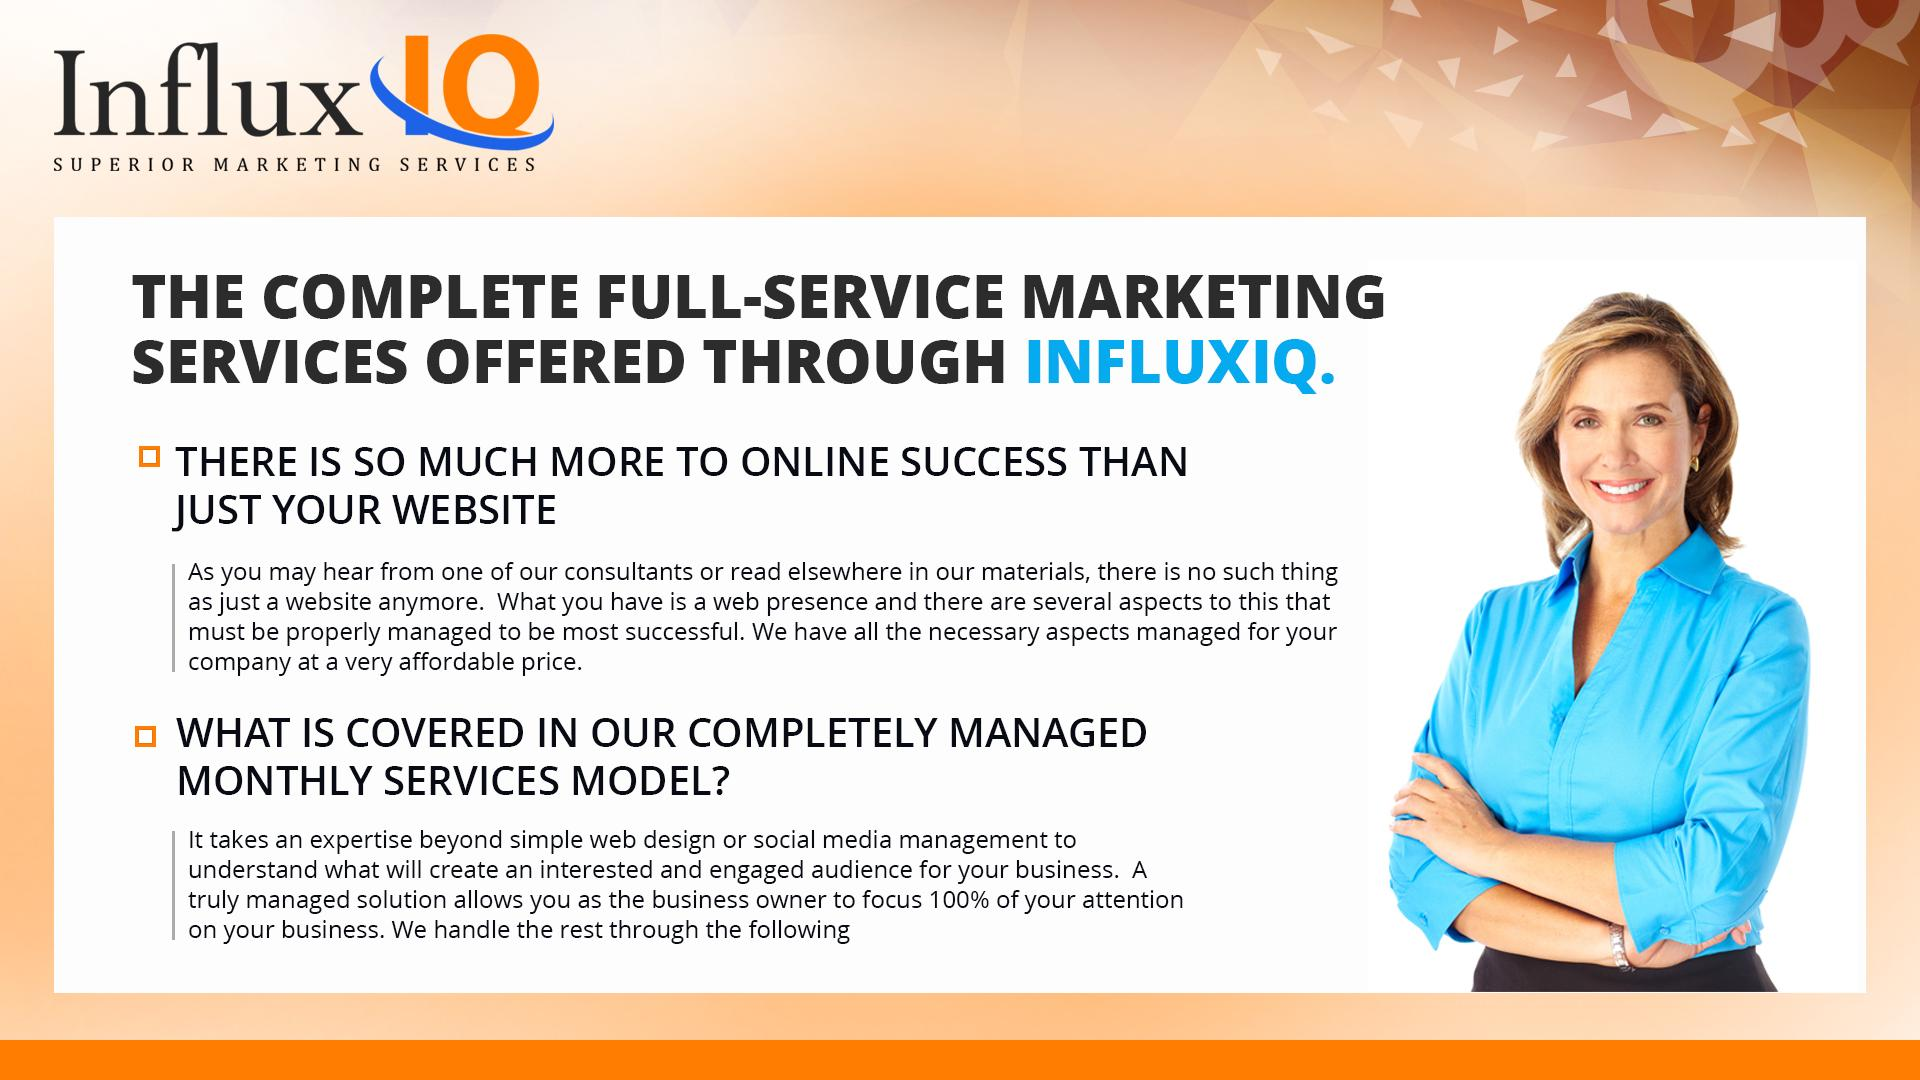 Influx IQ
SUPERIOR MARKETING SERVICES
THE COMPLETE FULL-SERVICE MARKETING
SERVICES OFFERED THROUGH INFLUXIQ.
THERE IS SO MUCH MORE TO ONLINE SUCCESS THAN
JUST YOUR WEBSITE
As you may hear from one of our consultants or read elsewhere in our materials, there is no such thing
as just a website anymore.  What you have is a web presence and there are several aspects to this that
must be properly managed to be most successful. We have all the necessary aspects managed for your
company at a very affordable price.
WHAT IS COVERED IN OUR COMPLETELY MANAGED
MONTHLY SERVICES MODEL?
It takes an expertise beyond simple web design or social media management to
understand what will create an interested and engaged audience for your business.  A
truly managed solution allows you as the business owner to focus 100% of your attention
on your business. We handle the rest through the following